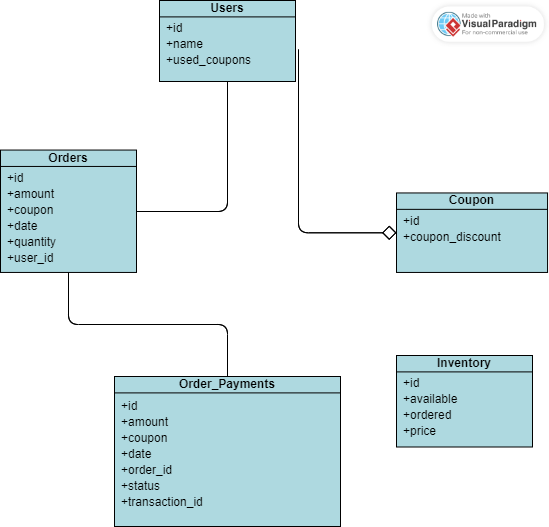 Users
+id
+name
+used_coupons
Made with
Visual Paradigm
For non-commercial use
Orders
+id
+amount
+coupon
+date
+quantity
+user_id
Coupon
+id
+coupon_discount
Order_Payments
+id
+amount
+coupon
+date
+order_id
+status
+transaction_id
Inventory
+id
+available
+ordered
+price